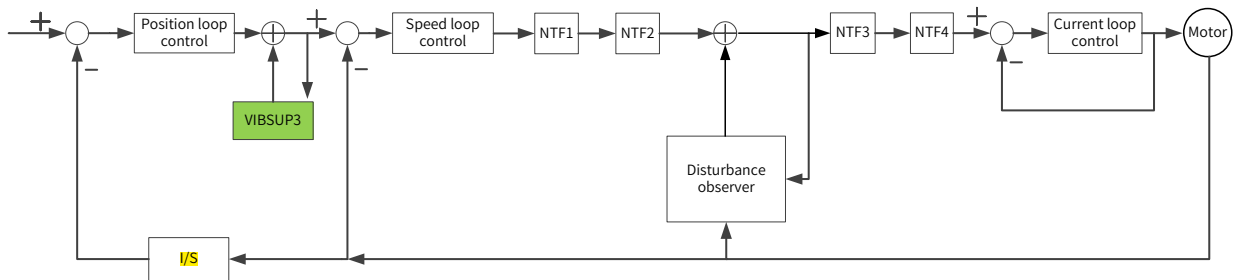 Position loop
control
VIBSUP3
Speed loop
control
NTF1
NTF2
Disturbance
observer
NTF3
NTF4
Current loop
control
Motor
I/S
+
−
+
−
+
−